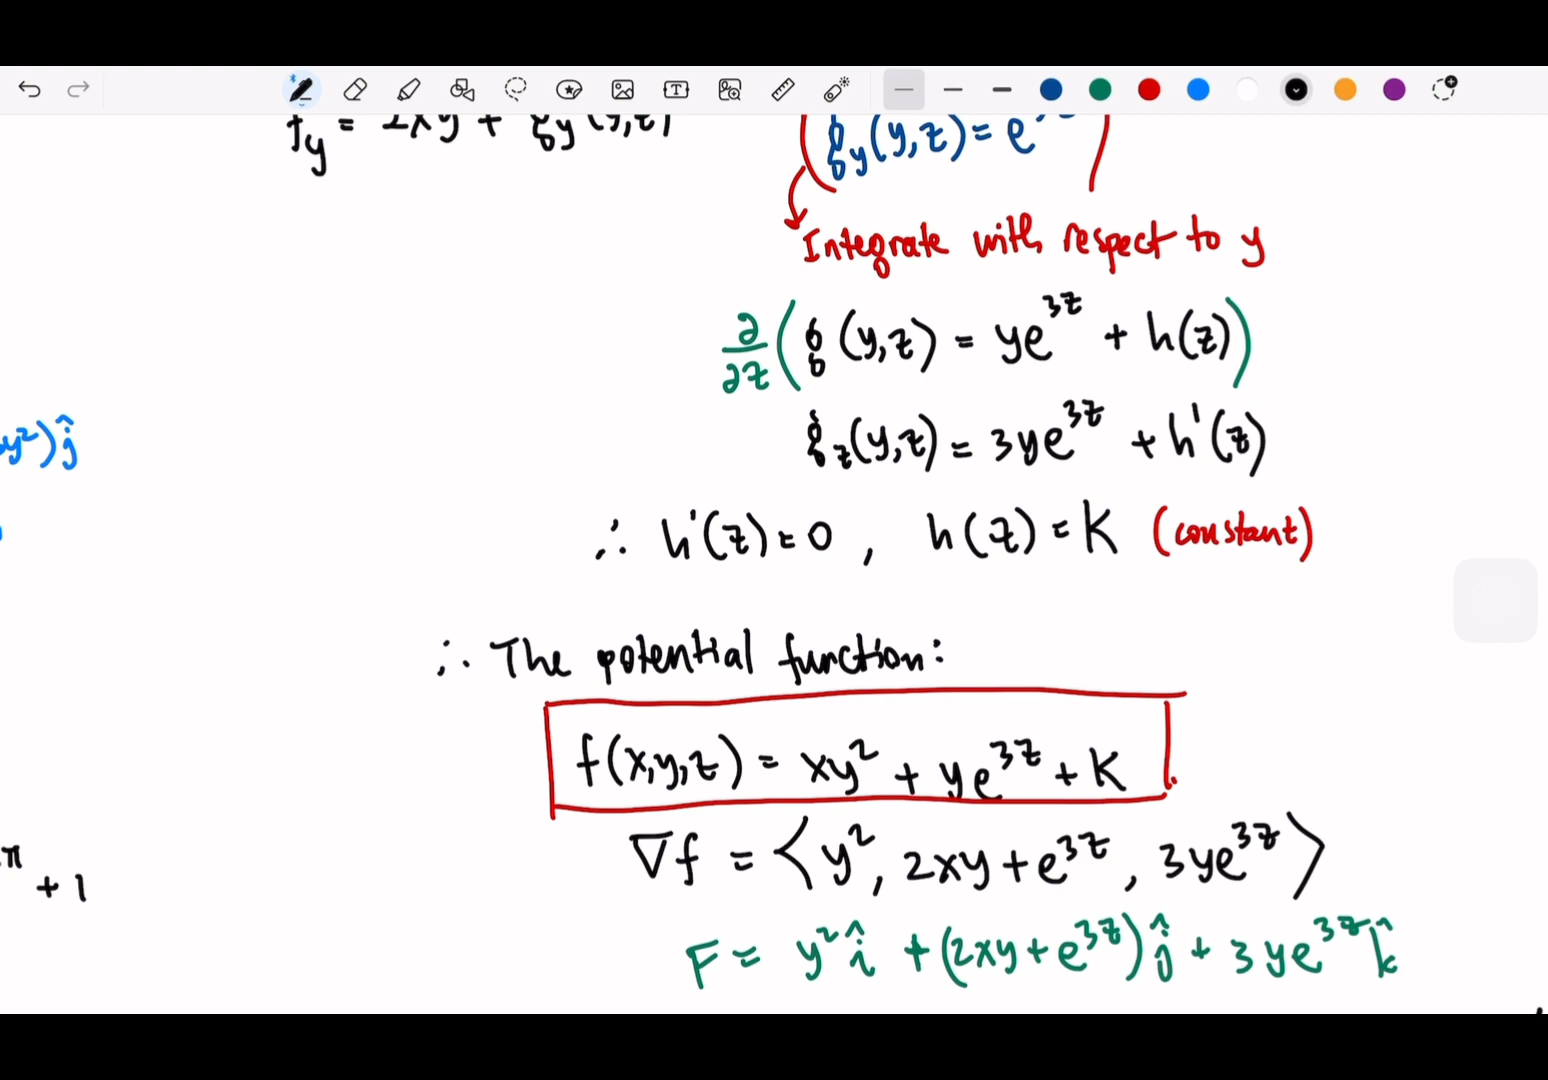 f_y = 2xy + g_y(y,z)
g_y(y,z) = e
Integrate with respect to y
∂/∂z ( g(y,z) = ye^{3z} + h(z) )
g_z(y,z) = 3ye^{3z} + h'(z)
y²)ĵ
∴ h'(z) = 0 , h(z) = K (constant)
∴ The potential function:
f(x,y,z) = xy² + ye^{3z} + K
∇f = ⟨y², 2xy + e^{3z}, 3ye^{3z}⟩
π + 1
F = y² î + (2xy + e^{3z}) ĵ + 3ye^{3z} k̂